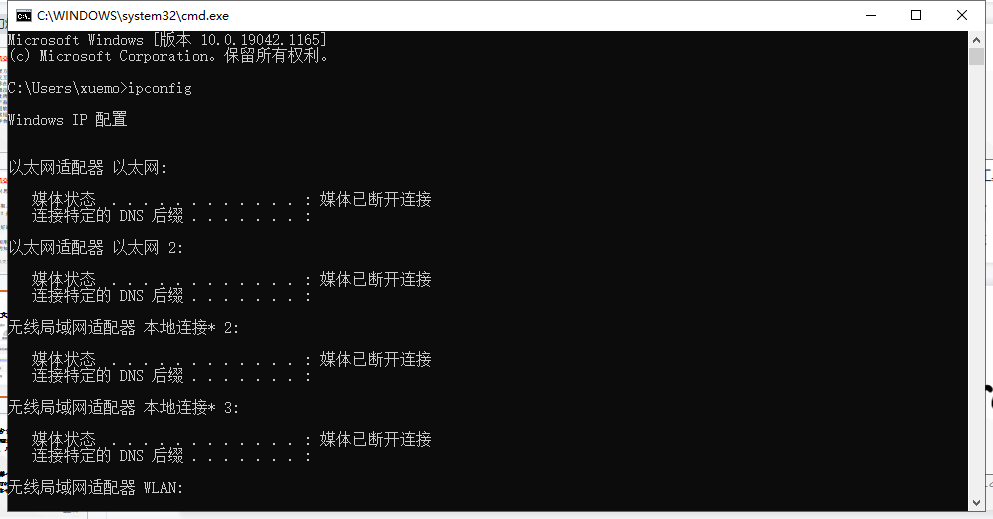 C:\WINDOWS\system32\cmd.exe
Microsoft Windows [版本 10.0.19042.1165]
(c) Microsoft Corporation。保留所有权利。
C:\Users\xuemo>ipconfig
Windows IP 配置
以太网适配器 以太网:
媒体状态  . . . . . . . . . . . . : 媒体已断开连接
连接特定的 DNS 后缀 . . . . . . . :
以太网适配器 以太网 2:
媒体状态  . . . . . . . . . . . . : 媒体已断开连接
连接特定的 DNS 后缀 . . . . . . . :
无线局域网适配器 本地连接* 2:
媒体状态  . . . . . . . . . . . . : 媒体已断开连接
连接特定的 DNS 后缀 . . . . . . . :
无线局域网适配器 本地连接* 3:
媒体状态  . . . . . . . . . . . . : 媒体已断开连接
连接特定的 DNS 后缀 . . . . . . . :
无线局域网适配器 WLAN: